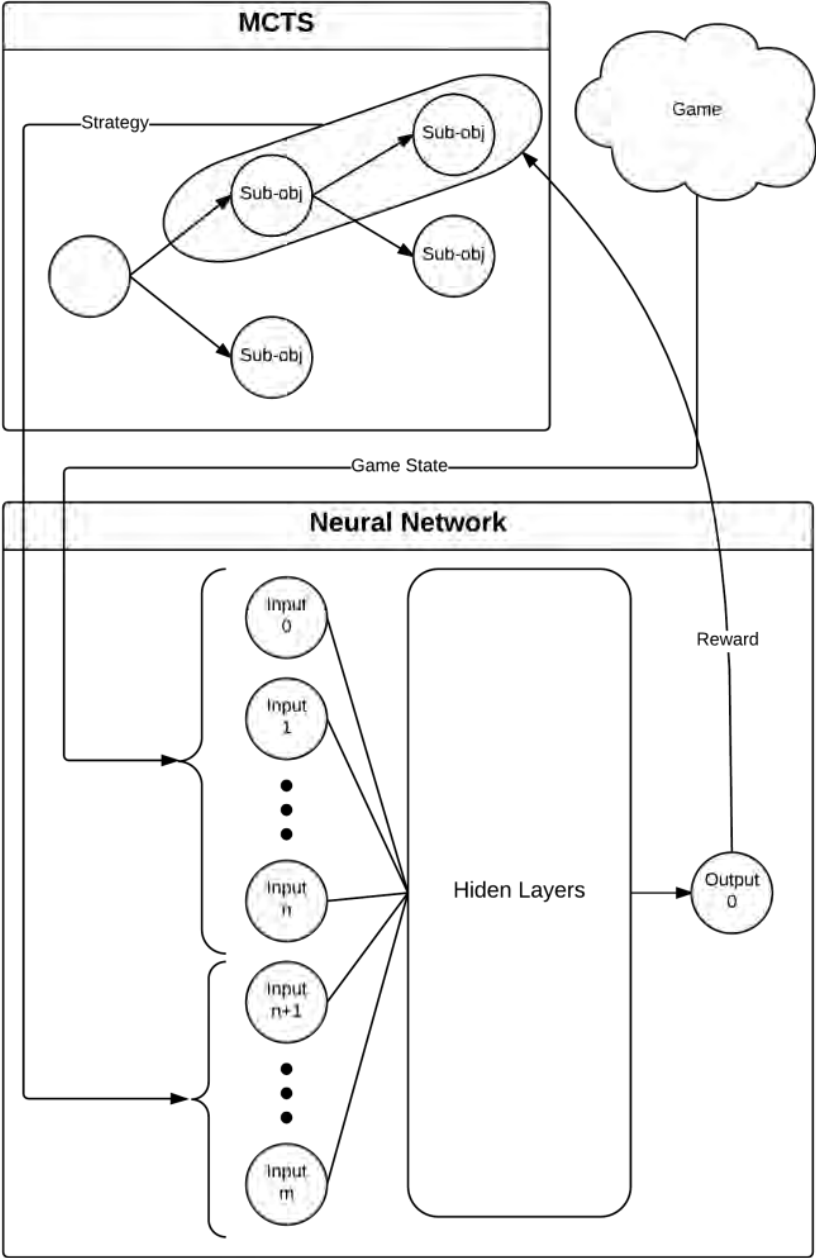 MCTS
Game
Strategy
Sub-obj
Sub-obj
Sub-obj
Sub-obj
Game State
Neural Network
Input
0
Input
1
Input
n
Input
n+1
Input
m
Hiden Layers
Output
0
Reward